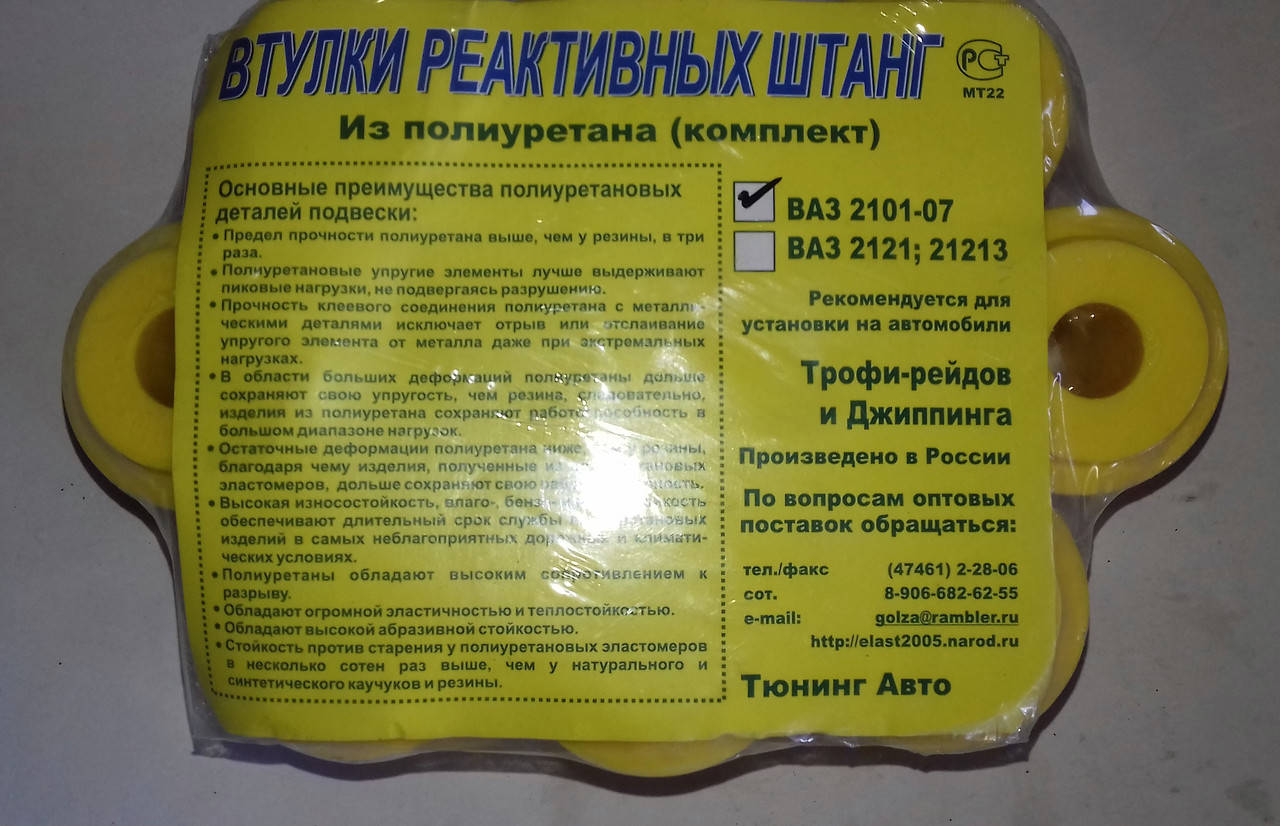 ВТУЛКИ РЕАКТИВНЫХ ШТАНГ
РСТ
МТ22
Из полиуретана (комплект)
Основные преимущества полиуретановых
деталей подвески:
• Предел прочности полиуретана выше, чем у резины, в три
раза.
• Полиуретановые упругие элементы лучше выдерживают
пиковые нагрузки, не подвергаясь разрушению.
• Прочность клеевого соединения полиуретана с металли-
ческими деталями исключает отрыв или отслаивание
упругого элемента от металла даже при экстремальных
нагрузках.
• В области больших деформаций полиуретаны дольше
сохраняют свою упругость, чем резина, следовательно,
изделия из полиуретана сохраняют работоспособность в
большом диапазоне нагрузок.
• Остаточные деформации полиуретана ниже, чем у резины,
благодаря чему изделия, полученные из
эластомеров, дольше сохраняют свою
• Высокая износостойкость, влаго-,
обеспечивают длительный срок службы
изделий в самых неблагоприятных дорожных и климати-
ческих условиях.
• Полиуретаны обладают высоким сопротивлением к
разрыву.
• Обладают огромной эластичностью и теплостойкостью.
• Обладают высокой абразивной стойкостью.
• Стойкость против старения у полиуретановых эластомеров
в несколько сотен раз выше, чем у натурального и
синтетического каучуков и резины.
ВАЗ 2101-07
ВАЗ 2121; 21213
Рекомендуется для
установки на автомобили
Трофи-рейдов
и Джиппинга
Произведено в России
По вопросам оптовых
поставок обращаться:
тел./факс (47461) 2-28-06
сот. 8-906-682-62-55
e-mail: golza@rambler.ru
http://elast2005.narod.ru
Тюнинг Авто